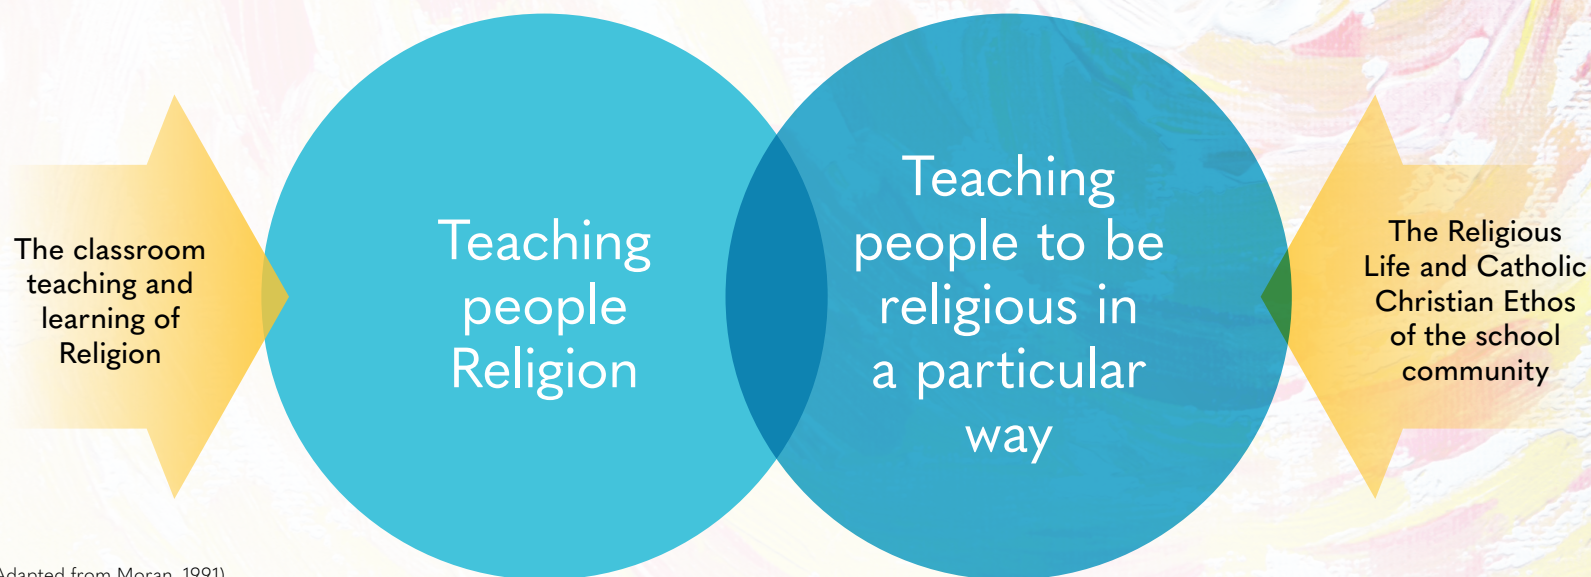 The classroom
teaching and
learning of
Religion
Teaching
people
Religion
Teaching
people to be
religious in
a particular
way
The Religious
Life and Catholic
Christian Ethos
of the school
community
Adapted from Moran, 1991)